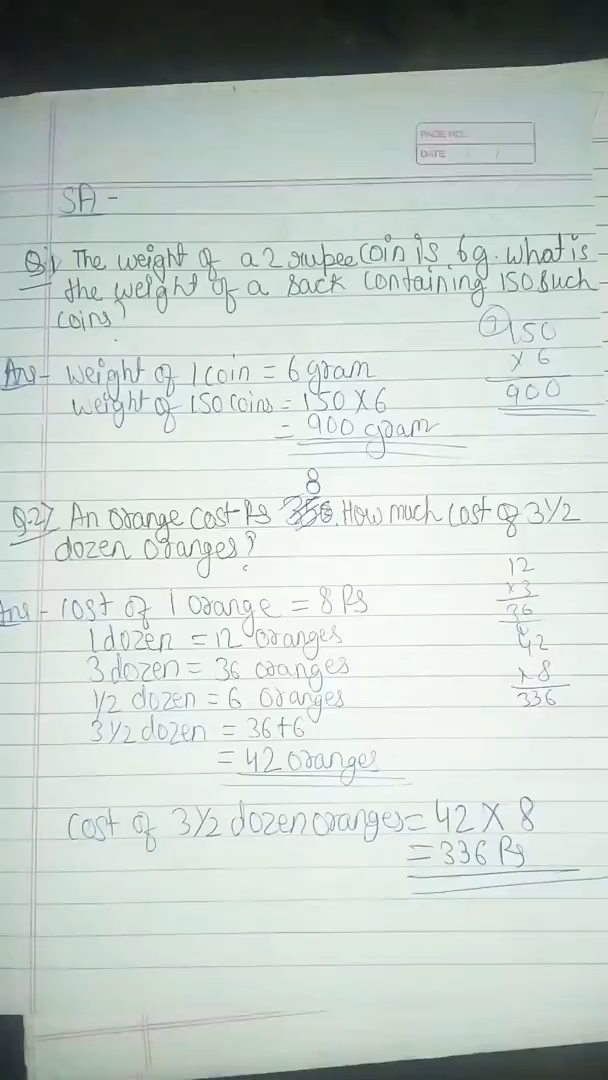 PAGE NO.
DATE / /
SA -
Q.1) The weight of a 2 rupee coin is 6g. what is
the weight of a sack containing 150 such
coins?
150
× 6
900
Ans - weight of 1 coin = 6 gram
weight of 150 coins = 150 × 6
= 900 gram
8
Q.2) An orange cost Rs . How much cost of 3 1/2
dozen oranges?
Ans - cost of 1 orange = 8 Rs
1 dozen = 12 oranges
3 dozen = 36 oranges
1/2 dozen = 6 oranges
3 1/2 dozen = 36+6
= 42 oranges
12
×3
36
42
×8
336
cost of 3 1/2 dozen oranges = 42 × 8
= 336 Rs